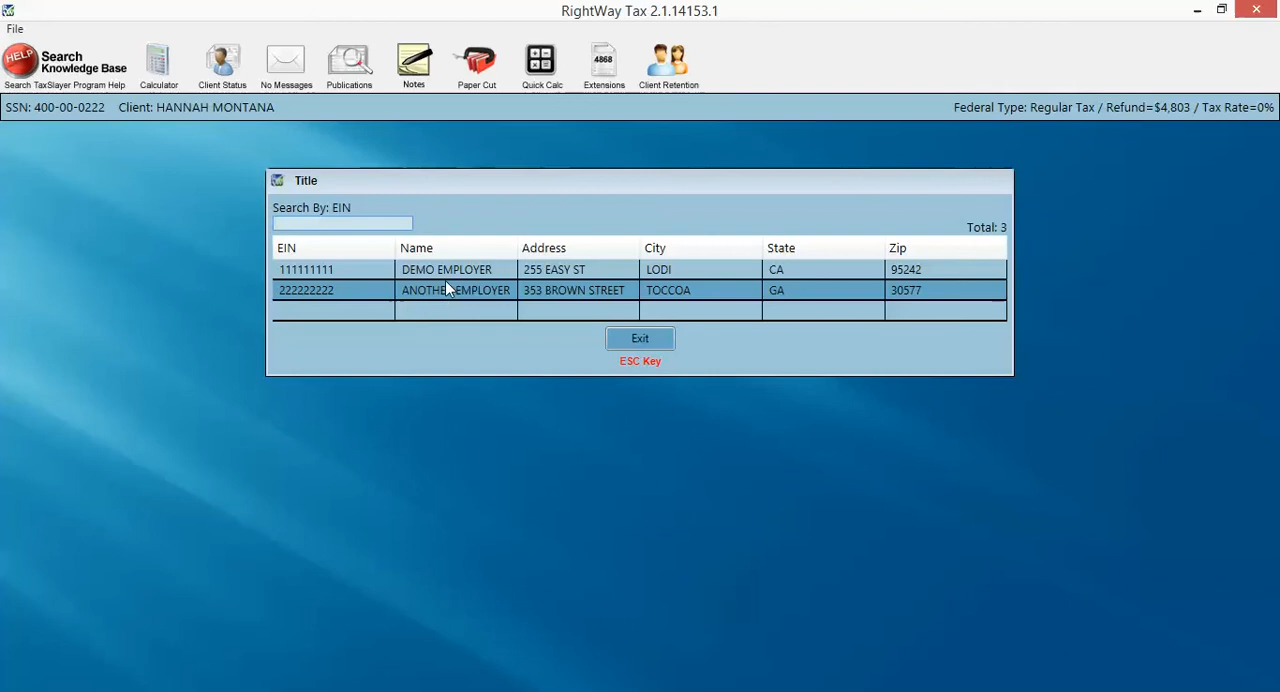 RightWay Tax 2.1.14153.1
File
HELP Search Knowledge Base
Search TaxSlayer Program Help
Calculator
Client Status
No Messages
Publications
Notes
Paper Cut
Quick Calc
4868
Extensions
Client Retention
SSN: 400-00-0222 Client: HANNAH MONTANA Federal Type: Regular Tax / Refund=$4,803 / Tax Rate=0%
Title
Search By: EIN
Total: 3
EIN Name Address City State Zip
111111111 DEMO EMPLOYER 255 EASY ST LODI CA 95242
222222222 ANOTHER EMPLOYER 353 BROWN STREET TOCCOA GA 30577
Exit
ESC Key